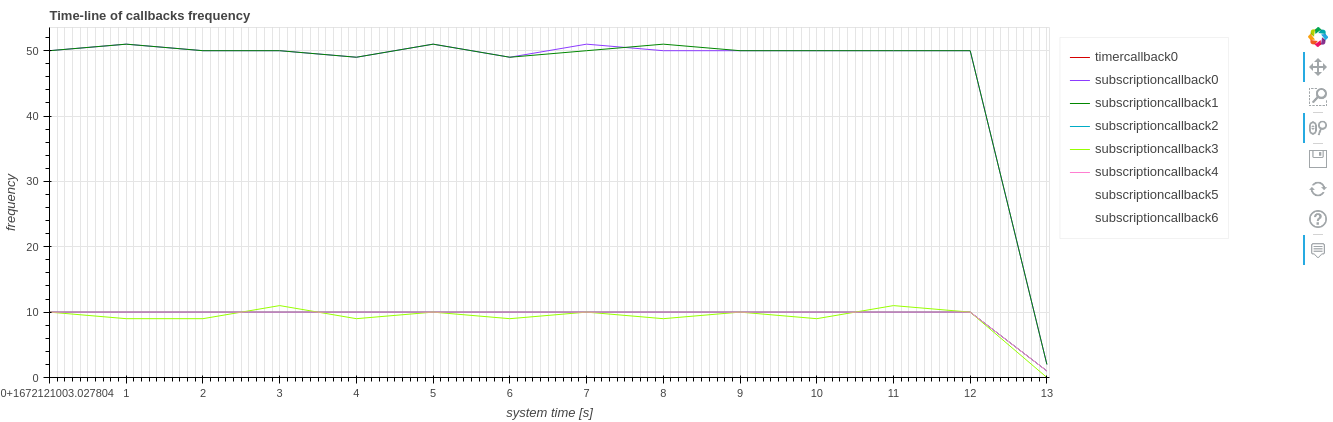 Time-line of callbacks frequency
50
40
30
20
10
0
frequency
0+1672121003.027804 1 2 3 4 5 6 7 8 9 10 11 12 13
system time [s]
timercallback0
subscriptioncallback0
subscriptioncallback1
subscriptioncallback2
subscriptioncallback3
subscriptioncallback4
subscriptioncallback5
subscriptioncallback6